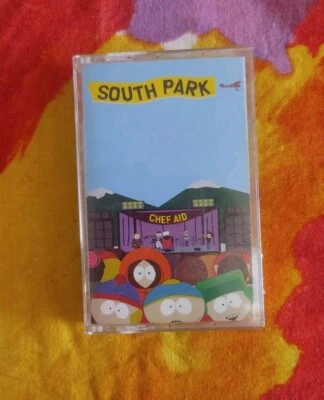 SOUTH PARK
CHEF AID